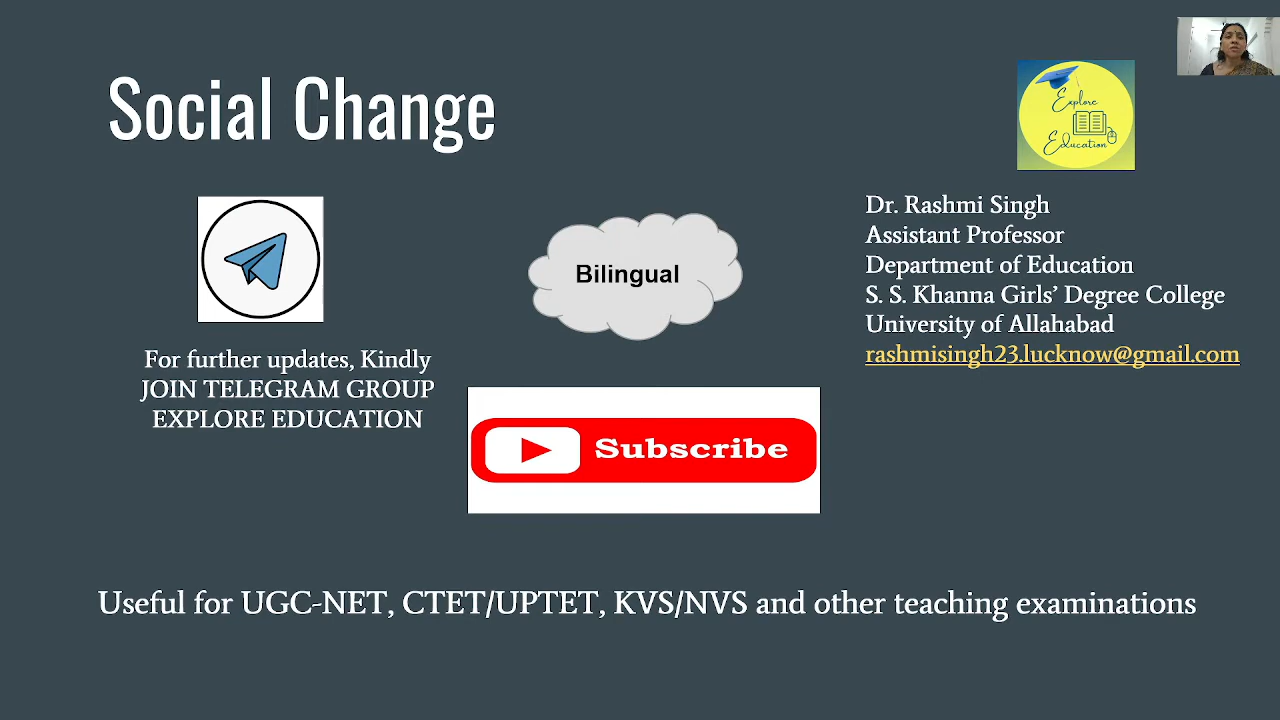 Social Change
Explore
Education
Dr. Rashmi Singh
Assistant Professor
Department of Education
S. S. Khanna Girls’ Degree College
University of Allahabad
rashmisingh23.lucknow@gmail.com
Bilingual
For further updates, Kindly
JOIN TELEGRAM GROUP
EXPLORE EDUCATION
Subscribe
Useful for UGC-NET, CTET/UPTET, KVS/NVS and other teaching examinations